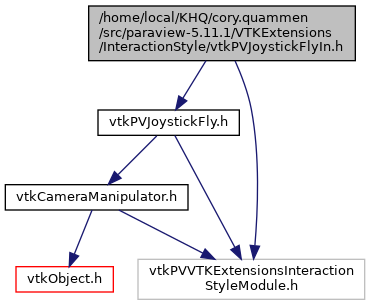 /home/local/KHQ/cory.quammen
/src/paraview-5.11.1/VTKExtensions
/InteractionStyle/vtkPVJoystickFlyIn.h
vtkPVJoystickFly.h
vtkCameraManipulator.h
vtkObject.h
vtkPVVTKExtensionsInteraction
StyleModule.h